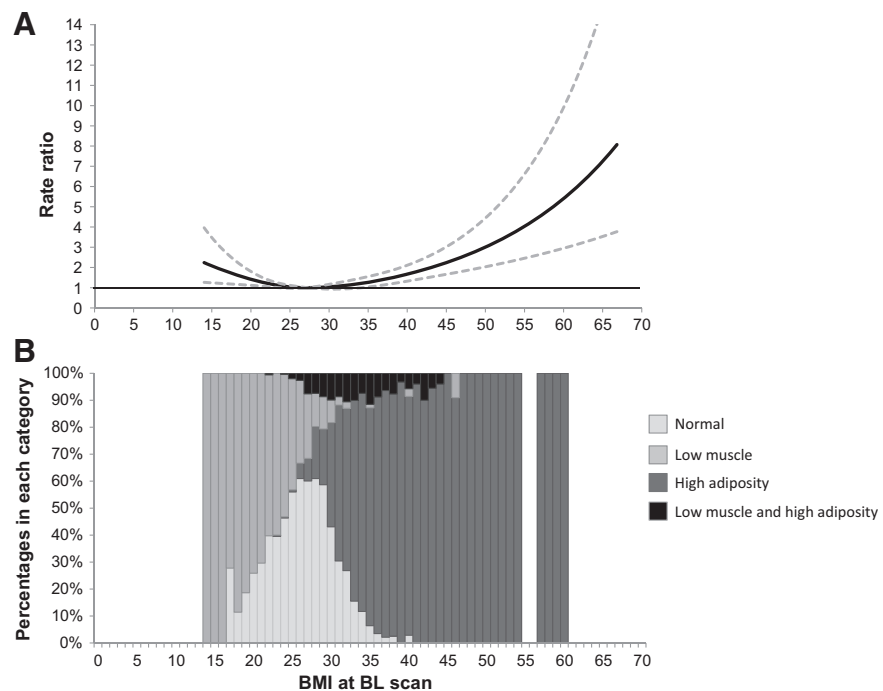 A
14
13
12
11
10
9
8
7
6
5
4
3
2
1
0
Rate ratio
0 5 10 15 20 25 30 35 40 45 50 55 60 65 70
B
100%
90%
80%
70%
60%
50%
40%
30%
20%
10%
0%
Percentages in each category
0 5 10 15 20 25 30 35 40 45 50 55 60 65 70
BMI at BL scan
Normal
Low muscle
High adiposity
Low muscle and high adiposity